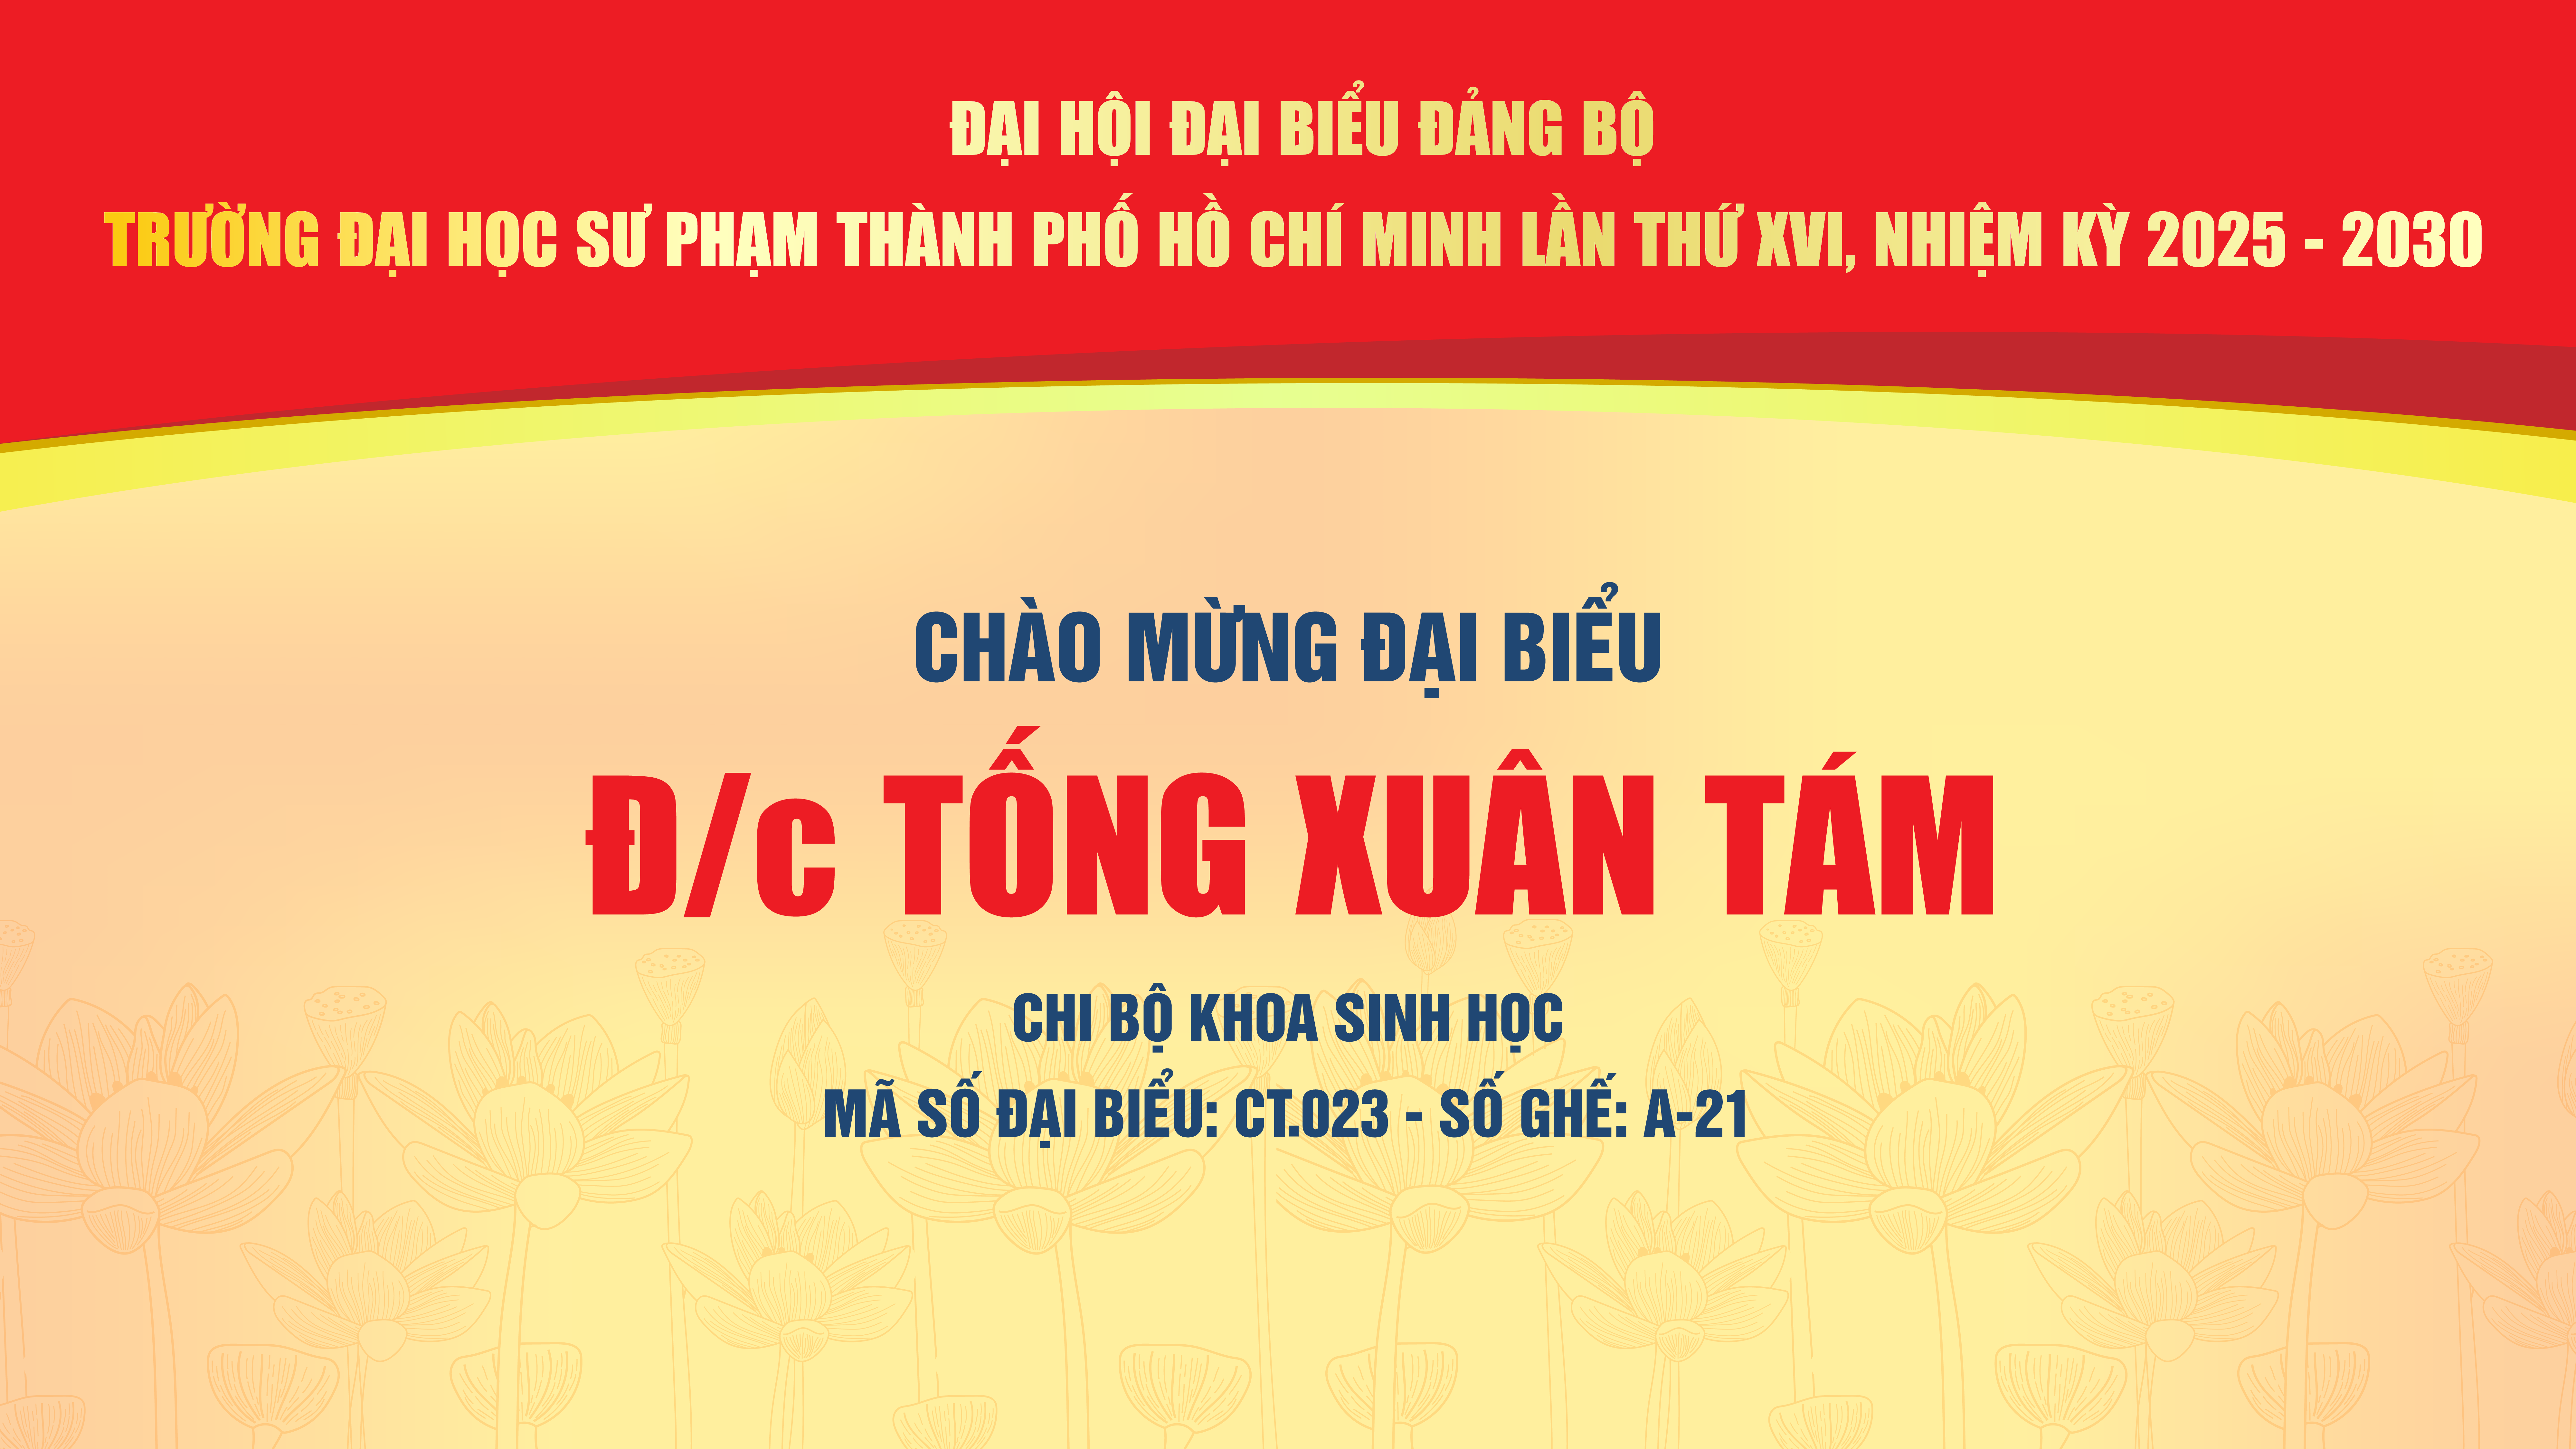 ĐẠI HỘI ĐẠI BIỂU ĐẢNG BỘ
TRƯỜNG ĐẠI HỌC SƯ PHẠM THÀNH PHỐ HỒ CHÍ MINH LẦN THỨ XVI, NHIỆM KỲ 2025 - 2030
CHÀO MỪNG ĐẠI BIỂU
Đ/c TỐNG XUÂN TÁM
CHI BỘ KHOA SINH HỌC
MÃ SỐ ĐẠI BIỂU: CT.023 - SỐ GHẾ: A-21